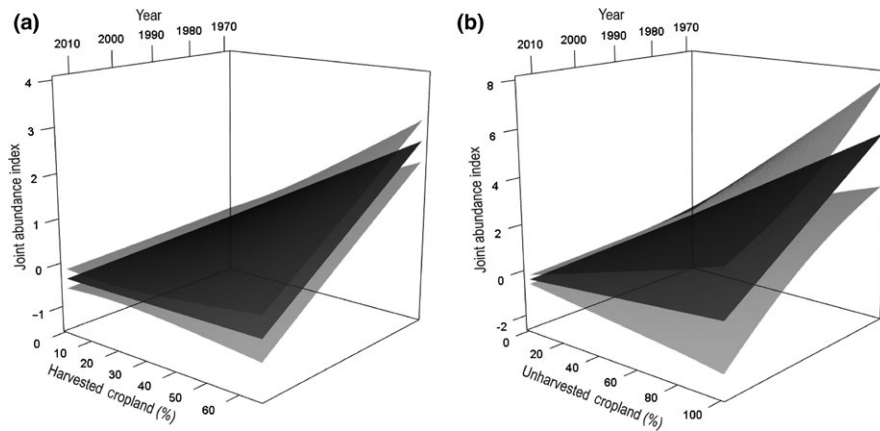 (a)
Year
2010 2000 1990 1980 1970
4
3
2
1
0
−1
Joint abundance index
0
10 20 30 40 50 60
Harvested cropland (%)
(b)
Year
2010 2000 1990 1980 1970
8
6
4
2
0
−2
Joint abundance index
0
20 40 60 80 100
Unharvested cropland (%)